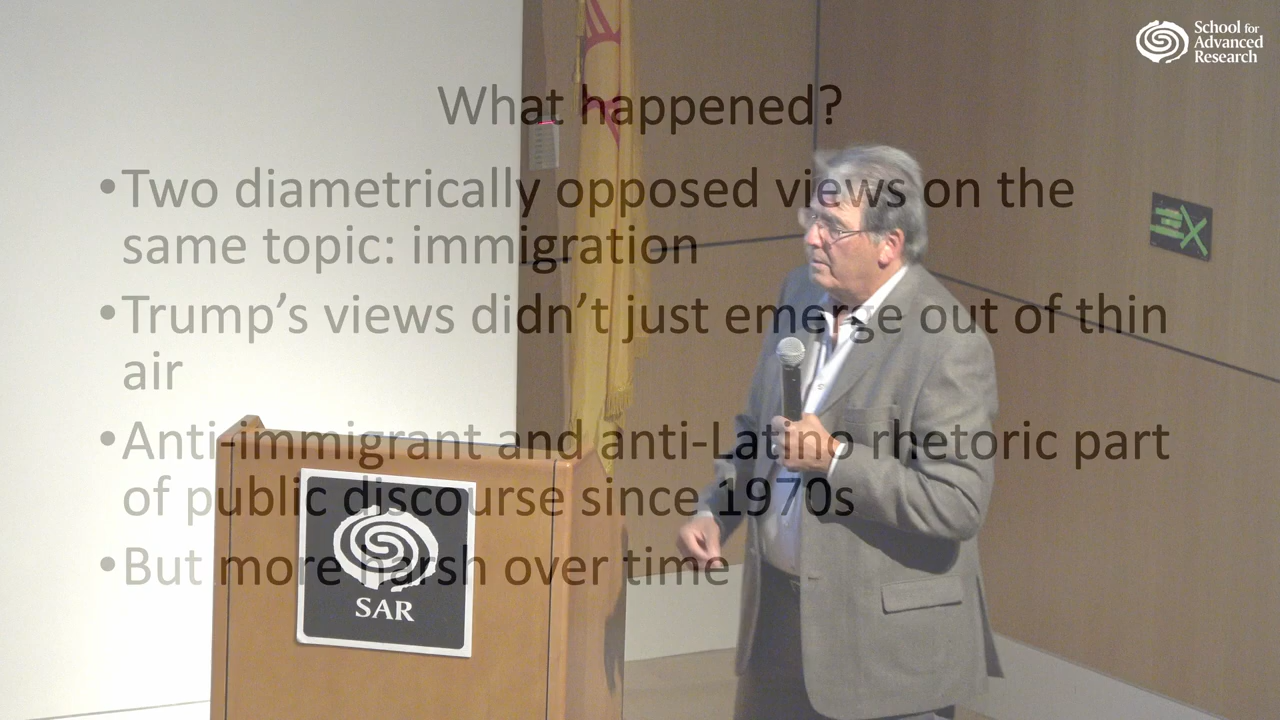 School for
Advanced
Research
What happened?
•Two diametrically opposed views on the
same topic: immigration
•Trump’s views didn’t just emerge out of thin
air
•Anti-immigrant and anti-Latino rhetoric part
of public discourse since 1970s
•But more harsh over time
SAR